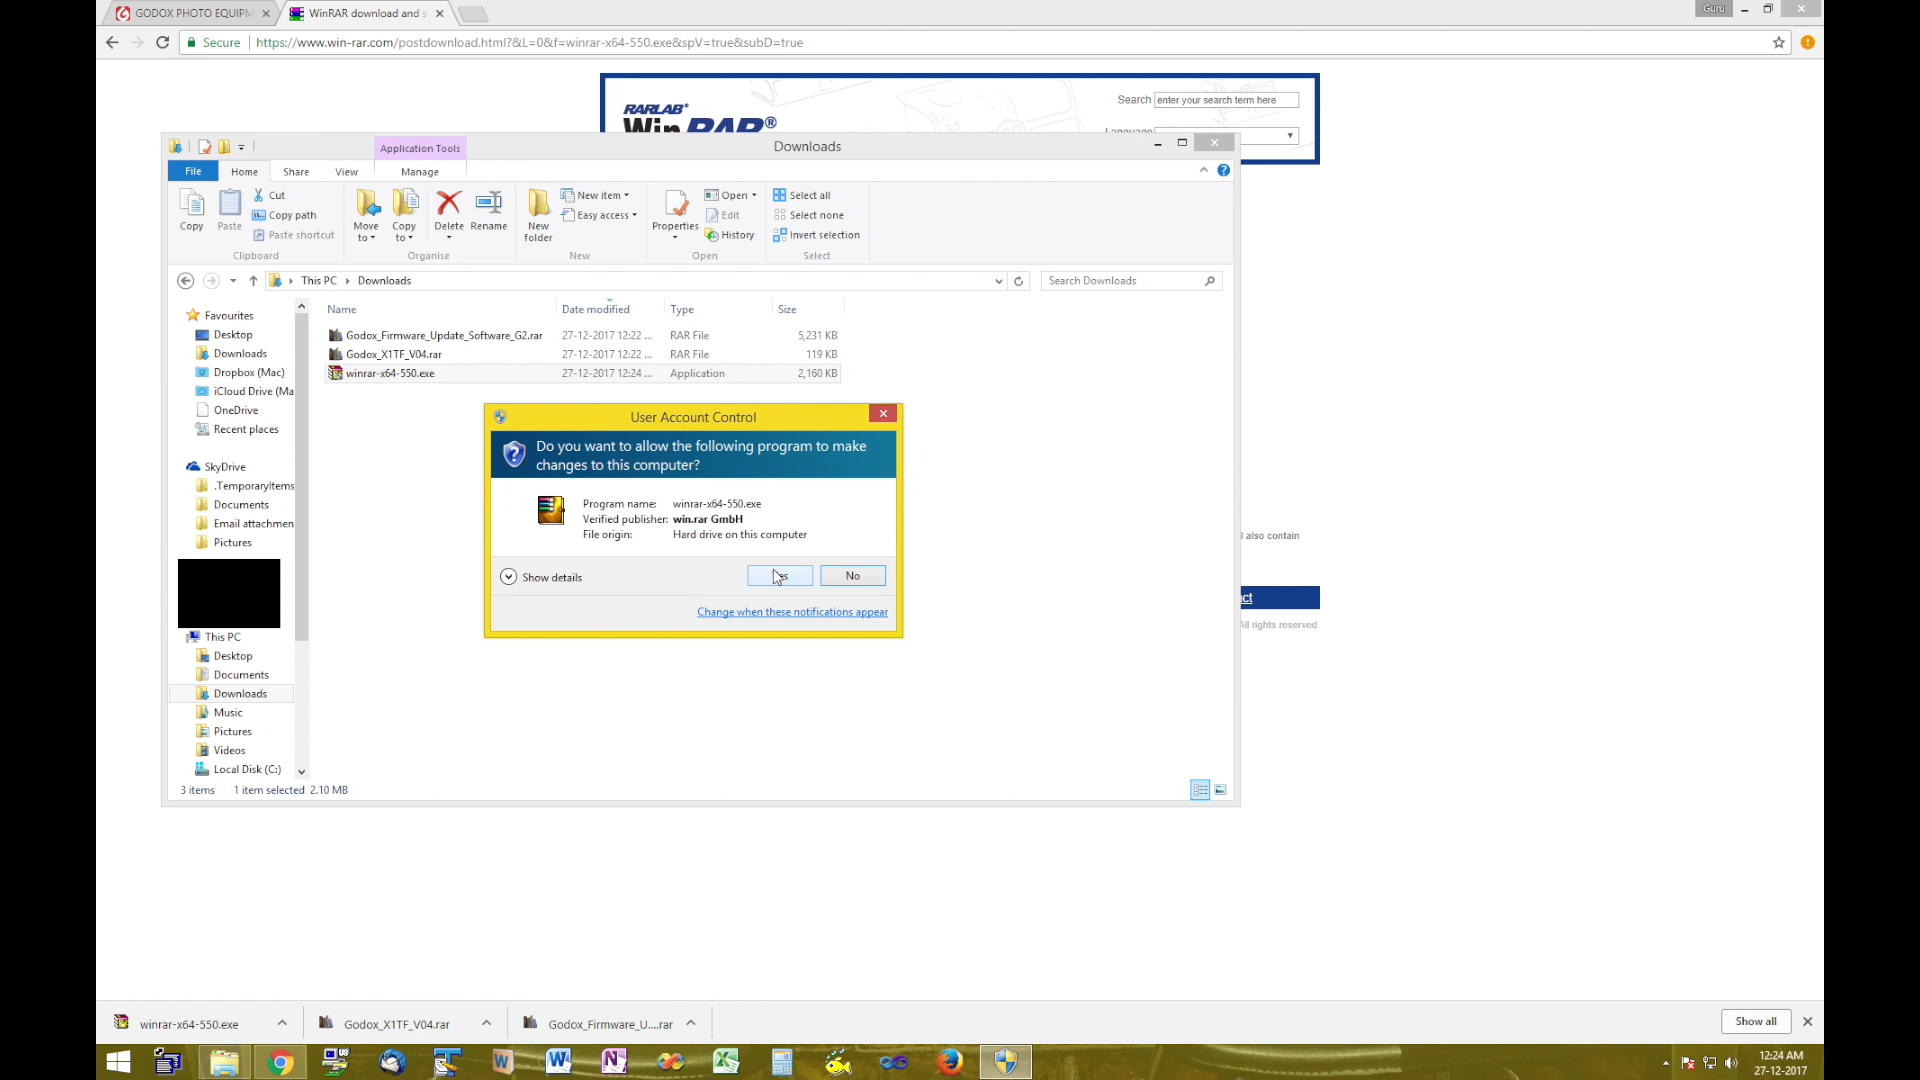 GODOX PHOTO EQUIPM
WinRAR download and s
Guru
Secure
https://www.win-rar.com/postdownload.html?&L=0&f=winrar-x64-550.exe&spV=true&subD=true
RARLAB®
WinRAR®
Search
enter your search term here
Language
Application Tools
Downloads
File
Home
Share
View
Manage
Copy
Paste
Cut
Copy path
Paste shortcut
Clipboard
Move to
Copy to
Delete
Rename
Organise
New folder
New item
Easy access
New
Properties
Open
Edit
History
Open
Select all
Select none
Invert selection
Select
This PC
Downloads
Search Downloads
Name
Date modified
Type
Size
Godox_Firmware_Update_Software_G2.rar 27-12-2017 12:22 ... RAR File 5,231 KB
Godox_X1TF_V04.rar 27-12-2017 12:22 ... RAR File 119 KB
winrar-x64-550.exe 27-12-2017 12:24 ... Application 2,160 KB
Favourites
Desktop
Downloads
Dropbox (Mac)
iCloud Drive (Ma
OneDrive
Recent places
SkyDrive
.TemporaryItems
Documents
Email attachmen
Pictures
This PC
Desktop
Documents
Downloads
Music
Pictures
Videos
Local Disk (C:)
User Account Control
Do you want to allow the following program to make
changes to this computer?
Program name: winrar-x64-550.exe
Verified publisher: win.rar GmbH
File origin: Hard drive on this computer
Show details
No
Change when these notifications appear
also contain
All rights reserved.
3 items
1 item selected 2.10 MB
winrar-x64-550.exe
Godox_X1TF_V04.rar
Godox_Firmware_U....rar
Show all
12:24 AM
27-12-2017